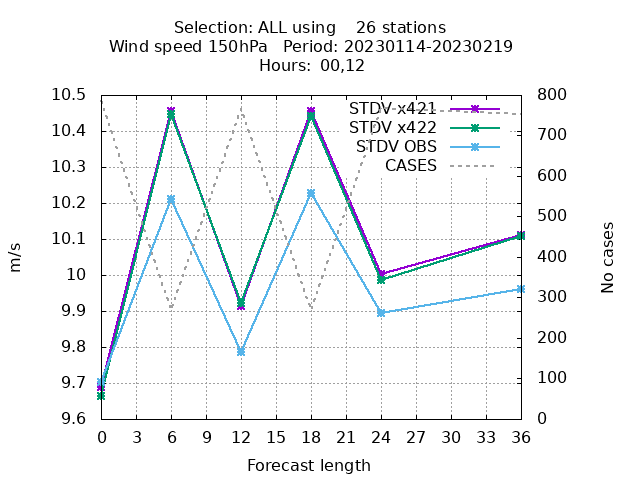 Selection: ALL using    26 stations
Wind speed 150hPa   Period: 20230114-20230219
Hours: 00,12
10.5
10.4
10.3
10.2
10.1
10
9.9
9.8
9.7
9.6
m/s
STDV x421
STDV x422
STDV OBS
CASES
800
700
600
500
400
300
200
100
0
No cases
0 3 6 9 12 15 18 21 24 27 30 33 36
Forecast length